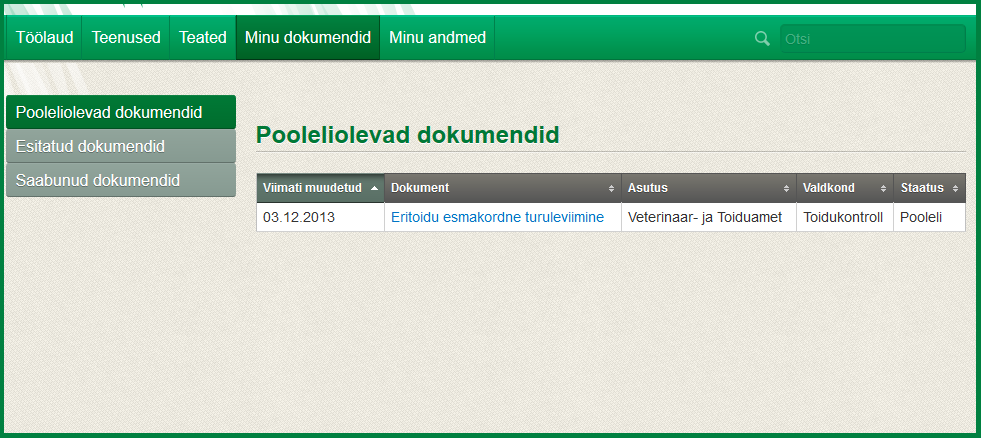 Töölaud Teenused Teated Minu dokumendid Minu andmed Otsi
Pooleliolevad dokumendid
Esitatud dokumendid
Saabunud dokumendid
Pooleliolevad dokumendid
Viimati muudetud Dokument Asutus Valdkond Staatus
03.12.2013 Eritoidu esmakordne turuleviimine Veterinaar- ja Toiduamet Toidukontroll Pooleli